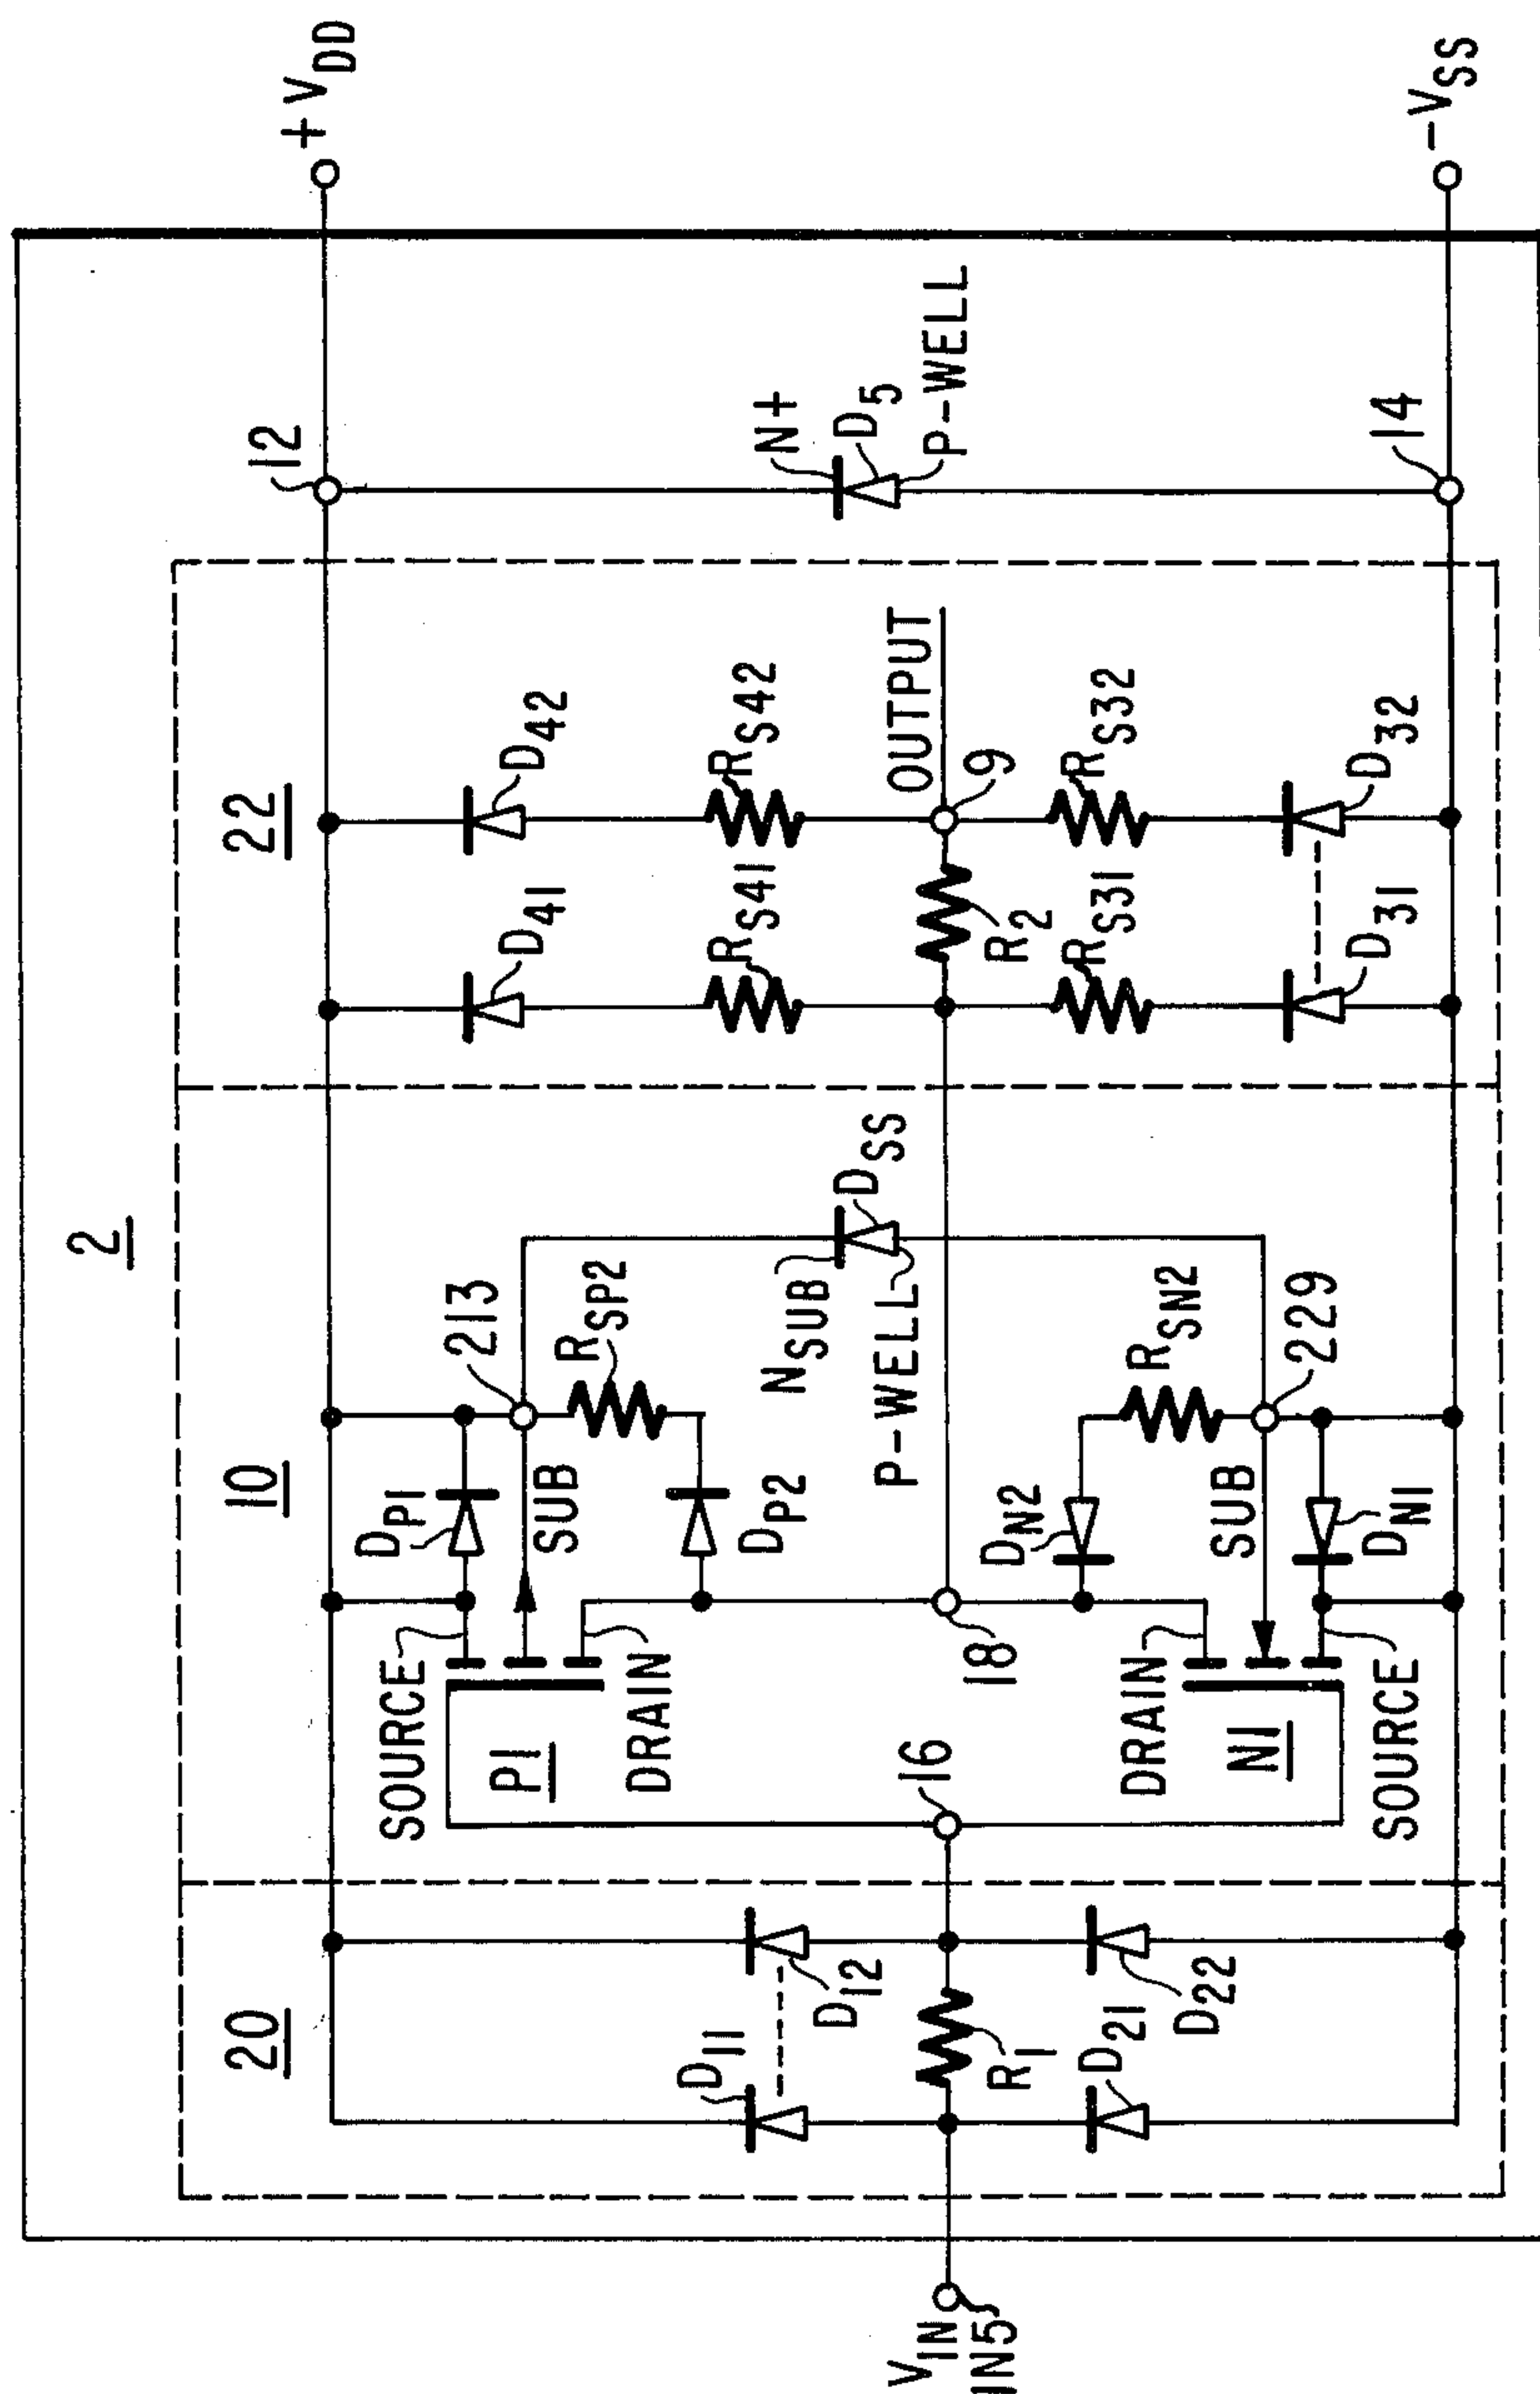 2
+VDD
-VSS
20
10
22
12
14
VIN
IN5
D11
D12
R1
D21
D22
16
SOURCE
P1
DRAIN
DP1
SUB
213
RSP2
DP2
18
NSUB
P-WELL
DSS
DRAIN
N1
SOURCE
DN2
RSN2
SUB
229
DN1
D41
D42
RS41
RS42
OUTPUT
9
R2
RS31
RS32
D31
D32
N+
D5
P-WELL